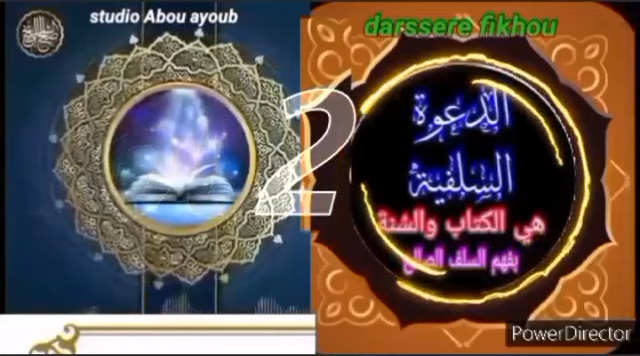 studio Abou ayoub
darssere fikhou
2
الدعوة
السلفية
هي الكتاب والسنة
بفهم السلف الصالح
PowerDirector